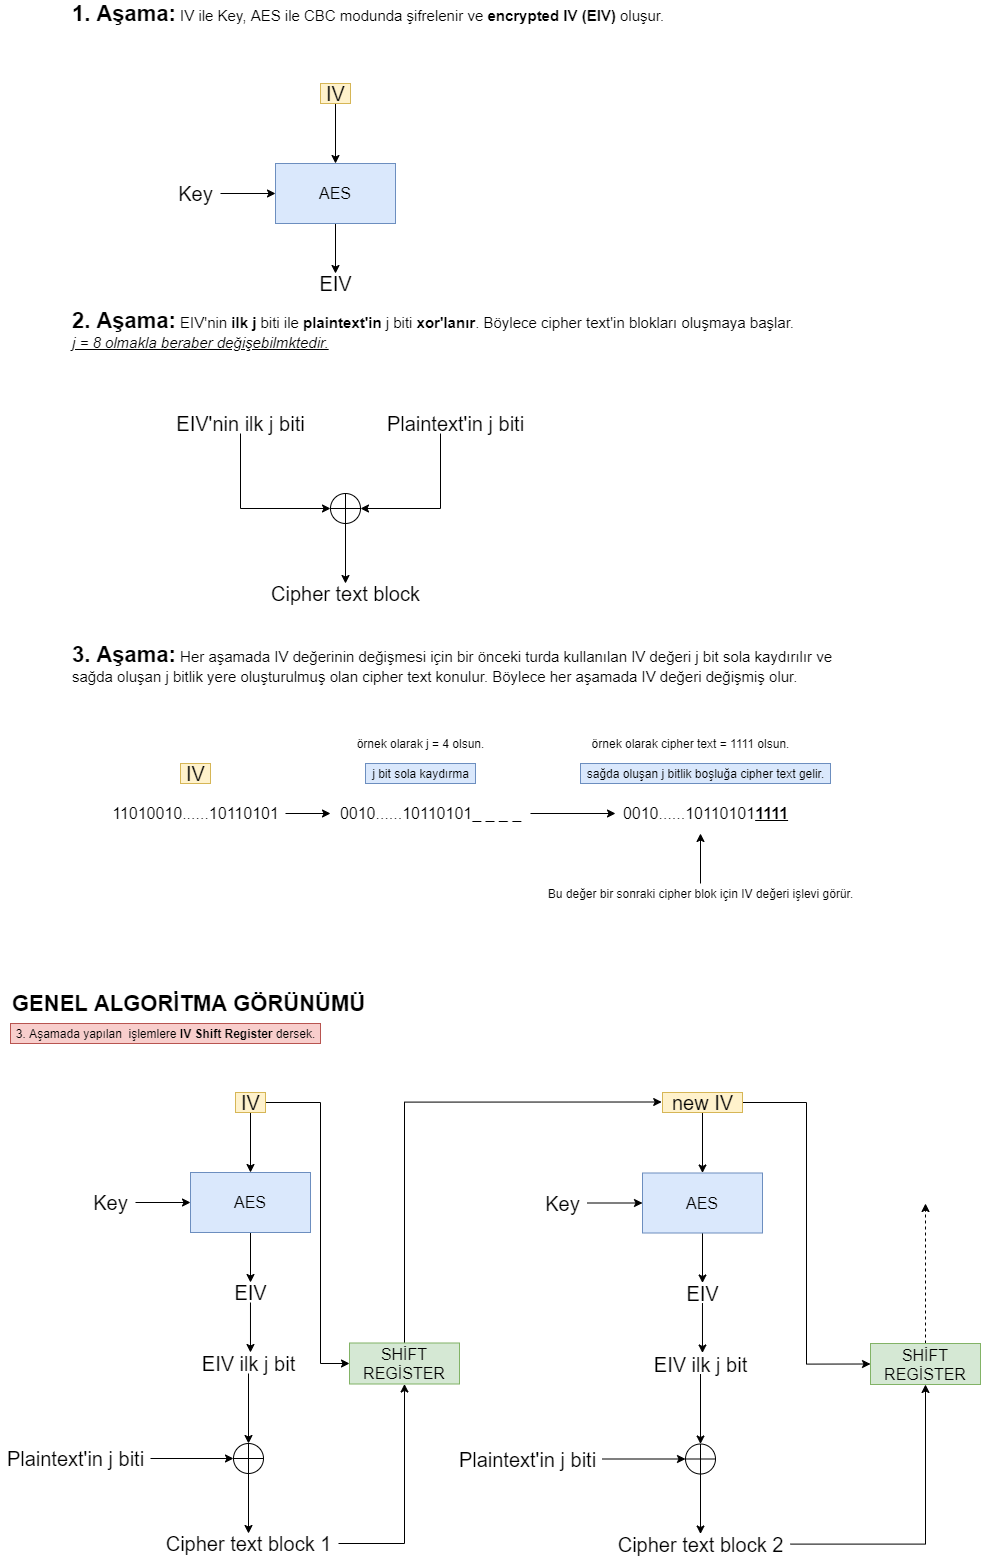 1. Aşama: IV ile Key, AES ile CBC modunda şifrelenir ve encrypted IV (EIV) oluşur.
IV
Key
AES
EIV
2. Aşama: EIV'nin ilk j biti ile plaintext'in j biti xor'lanır. Böylece cipher text'in blokları oluşmaya başlar.
j = 8 olmakla beraber değişebilmktedir.
EIV'nin ilk j biti
Plaintext'in j biti
Cipher text block
3. Aşama: Her aşamada IV değerinin değişmesi için bir önceki turda kullanılan IV değeri j bit sola kaydırılır ve
sağda oluşan j bitlik yere oluşturulmuş olan cipher text konulur. Böylece her aşamada IV değeri değişmiş olur.
örnek olarak j = 4 olsun.
örnek olarak cipher text = 1111 olsun.
IV
j bit sola kaydırma
sağda oluşan j bitlik boşluğa cipher text gelir.
11010010......10110101
0010......10110101_ _ _ _
0010......101101011111
Bu değer bir sonraki cipher blok için IV değeri işlevi görür.
GENEL ALGORİTMA GÖRÜNÜMÜ
3. Aşamada yapılan işlemlere IV Shift Register dersek.
IV
new IV
Key
AES
Key
AES
EIV
EIV
EIV ilk j bit
SHİFT
REGİSTER
EIV ilk j bit
SHİFT
REGİSTER
Plaintext'in j biti
Plaintext'in j biti
Cipher text block 1
Cipher text block 2